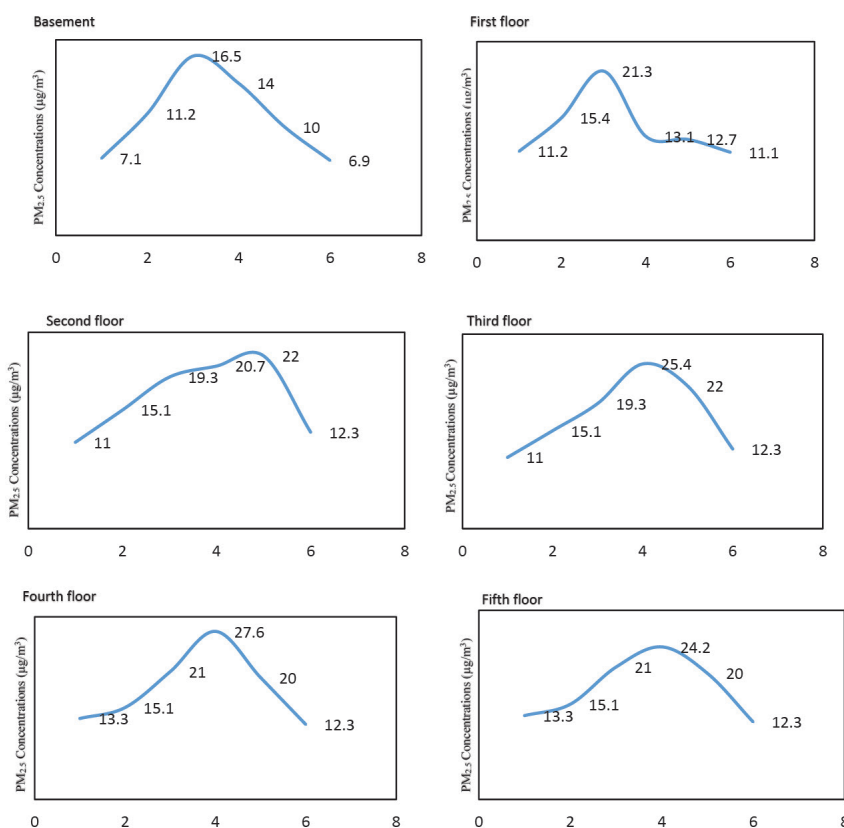 Basement
PM2.5 Concentrations (µg/m³)
16.5
14
11.2
10
7.1
6.9
0 2 4 6 8
First floor
PM2.5 Concentrations (µg/m³)
21.3
15.4
13.1
12.7
11.2
11.1
0 2 4 6 8
Second floor
PM2.5 Concentrations (µg/m³)
22
20.7
19.3
15.1
11
12.3
0 2 4 6 8
Third floor
PM2.5 Concentrations (µg/m³)
25.4
22
19.3
15.1
11
12.3
0 2 4 6 8
Fourth floor
PM2.5 Concentrations (µg/m³)
27.6
21
20
15.1
13.3
12.3
0 2 4 6 8
Fifth floor
PM2.5 Concentrations (µg/m³)
24.2
21
20
15.1
13.3
12.3
0 2 4 6 8